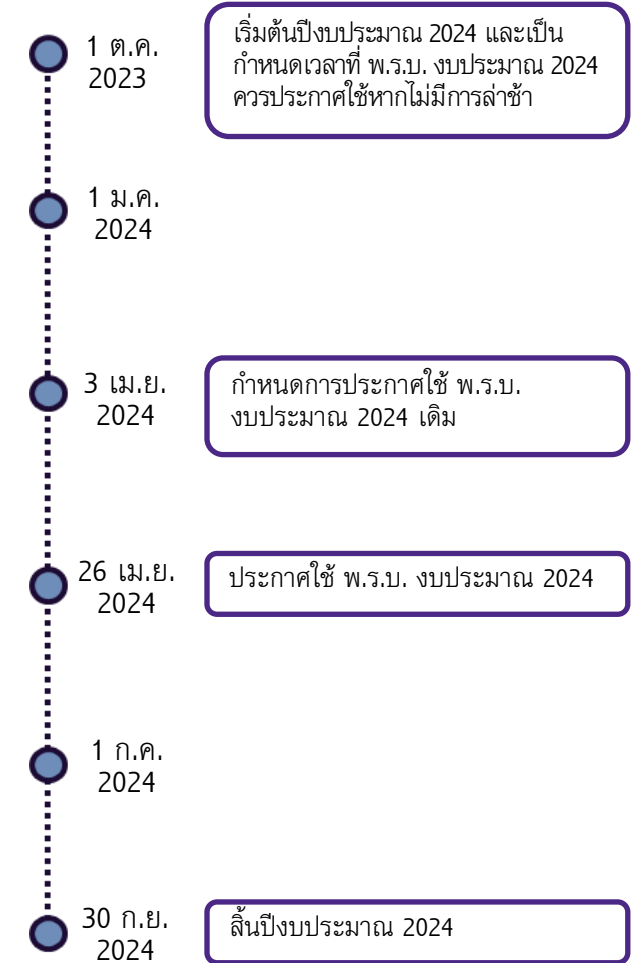 1 ต.ค.
2023
เริ่มต้นปีงบประมาณ 2024 และเป็น
กำหนดเวลาที่ พ.ร.บ. งบประมาณ 2024
ควรประกาศใช้หากไม่มีการล่าช้า
1 ม.ค.
2024
3 เม.ย.
2024
กำหนดการประกาศใช้ พ.ร.บ.
งบประมาณ 2024 เดิม
26 เม.ย.
2024
ประกาศใช้ พ.ร.บ. งบประมาณ 2024
1 ก.ค.
2024
30 ก.ย.
2024
สิ้นปีงบประมาณ 2024